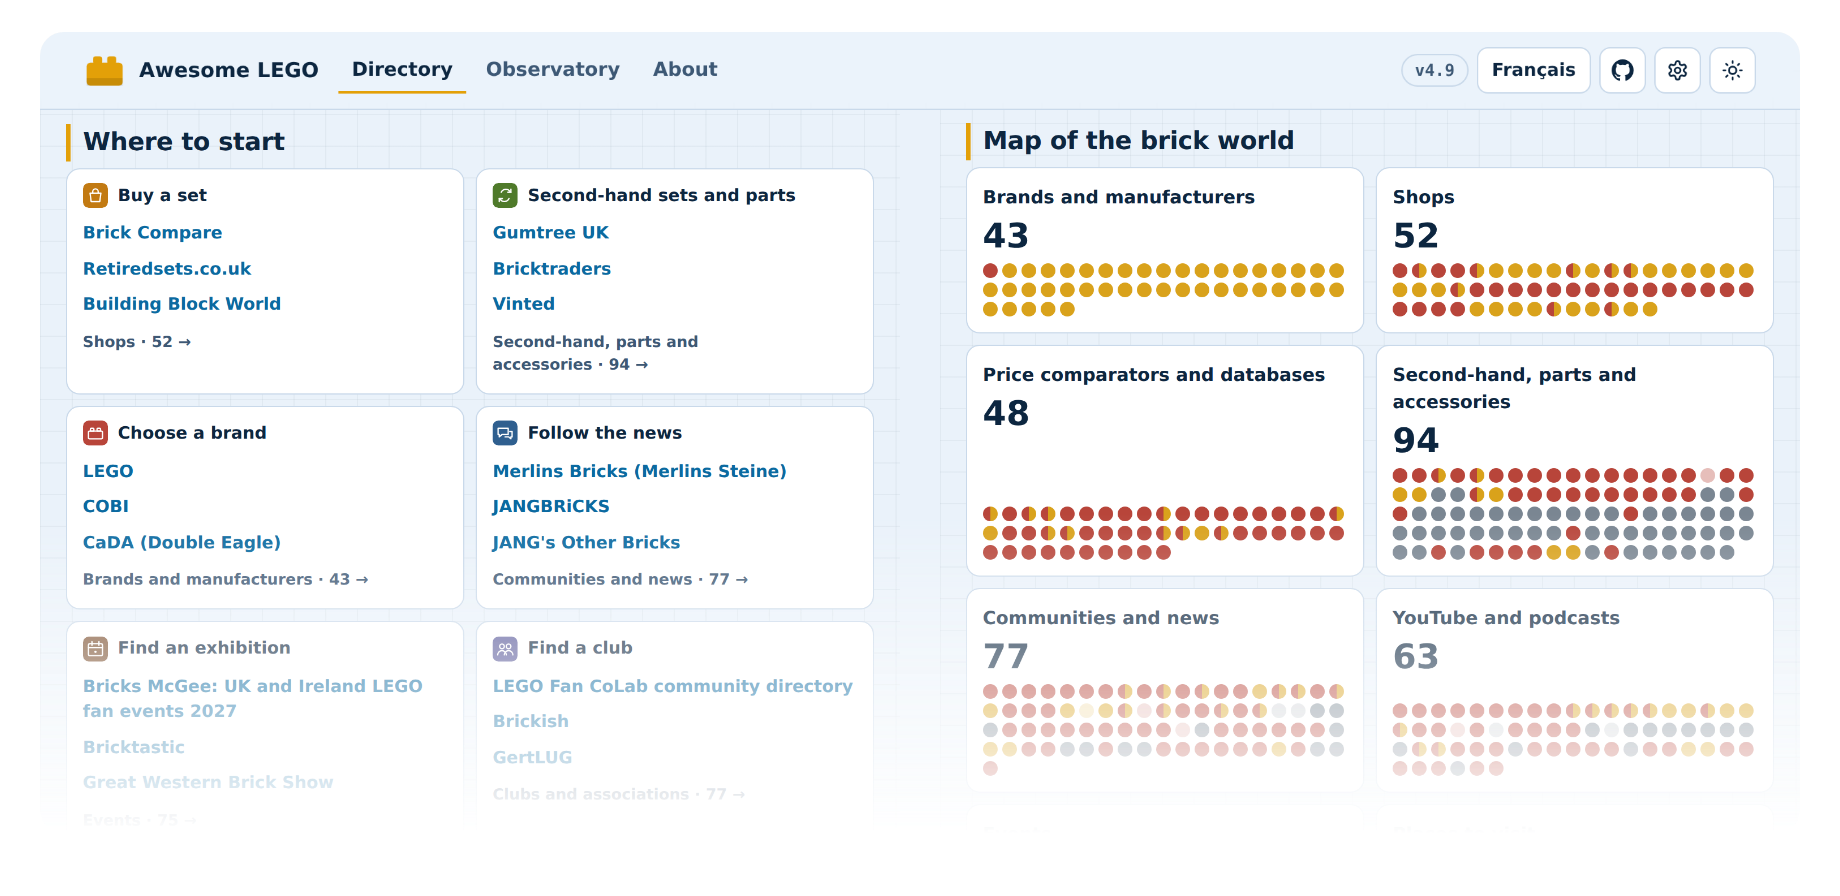 Awesome LEGO
Directory
Observatory
About
v4.9
Français
Where to start
Buy a set
Brick Compare
Retiredsets.co.uk
Building Block World
Shops · 52 →
Second-hand sets and parts
Gumtree UK
Bricktraders
Vinted
Second-hand, parts and
accessories · 94 →
Choose a brand
LEGO
COBI
CaDA (Double Eagle)
Brands and manufacturers · 43 →
Follow the news
Merlins Bricks (Merlins Steine)
JANGBRiCKS
JANG's Other Bricks
Communities and news · 77 →
Find an exhibition
Bricks McGee: UK and Ireland LEGO
fan events 2027
Bricktastic
Great Western Brick Show
Events · 75 →
Find a club
LEGO Fan CoLab community directory
Brickish
GertLUG
Clubs and associations · 77 →
Map of the brick world
Brands and manufacturers
43
Shops
52
Price comparators and databases
48
Second-hand, parts and
accessories
94
Communities and news
77
YouTube and podcasts
63